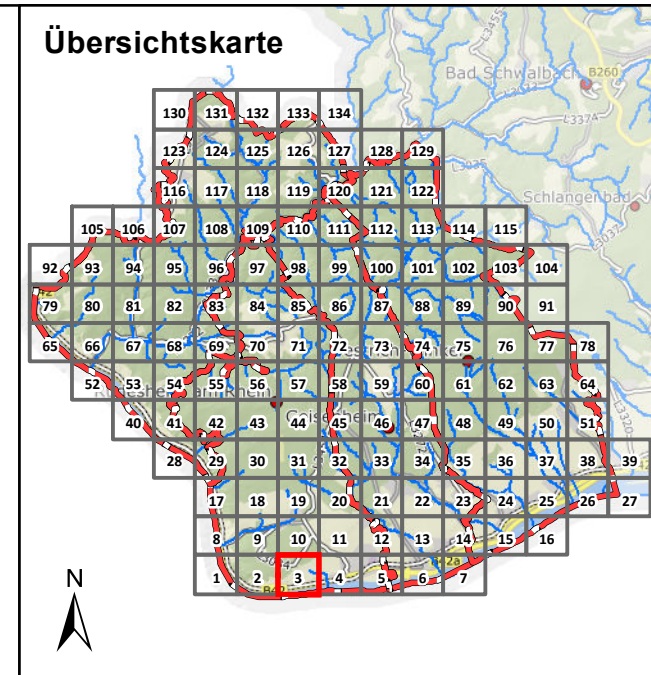 Übersichtskarte
L3455
Bad Schwalbach
B260
L3374
L3035
Schlangenbad
L3037
130 131 132 133 134
123 124 125 126 127 128 129
116 117 118 119 120 121 122
105 106 107 108 109 110 111 112 113 114 115
92 93 94 95 96 97 98 99 100 101 102 103 104
79 80 81 82 83 84 85 86 87 88 89 90 91
65 66 67 68 69 70 71 72 73 74 75 76 77 78
52 53 54 55 56 57 58 59 60 61 62 63 64
L3320
40 41 42 43 44 45 46 47 48 49 50 51
Geisenheim
28 29 30 31 32 33 34 35 36 37 38 39
17 18 19 20 21 22 23 24 25 26 27
8 9 10 11 12 13 14 15 16
1 2 3 4 5 6 7
B42
N